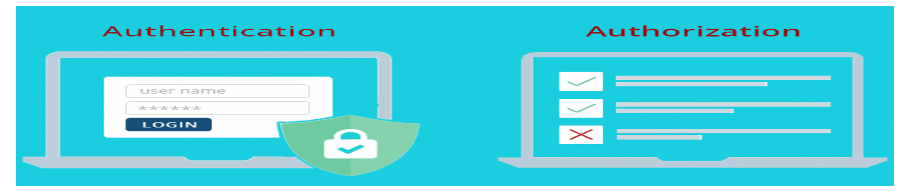 Authentication
user name
******
LOGIN
Authorization